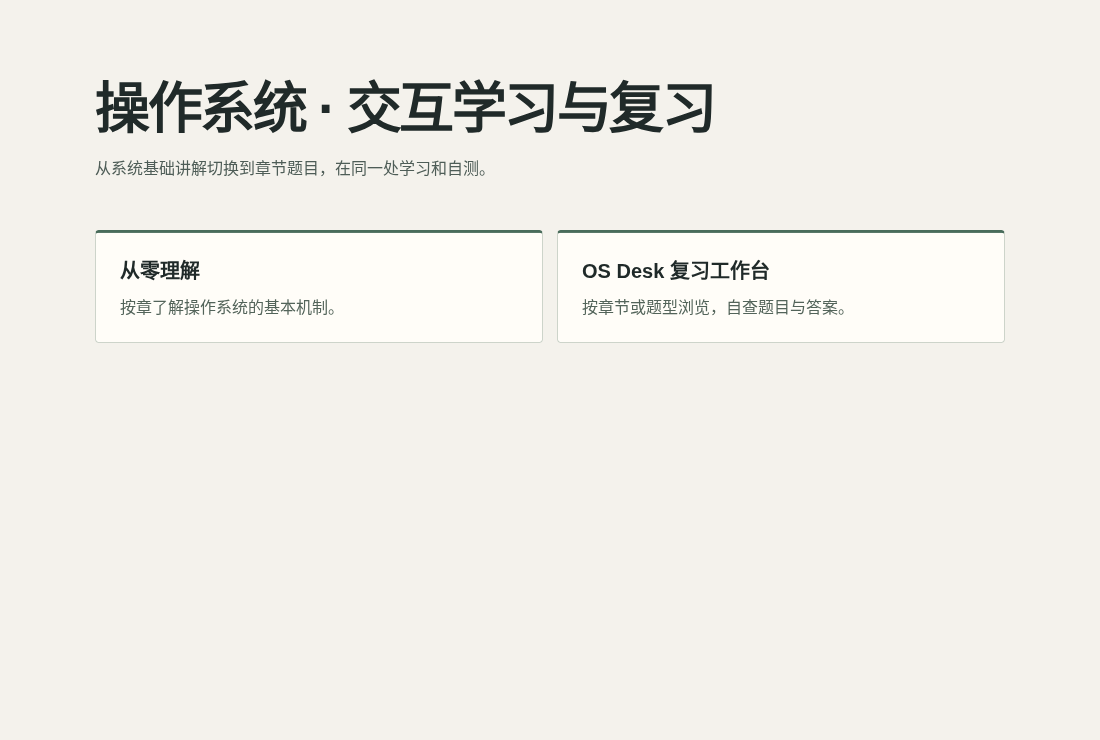 操作系统 · 交互学习与复习
从系统基础讲解切换到章节题目，在同一处学习和自测。
从零理解
按章了解操作系统的基本机制。
OS Desk 复习工作台
按章节或题型浏览，自查题目与答案。